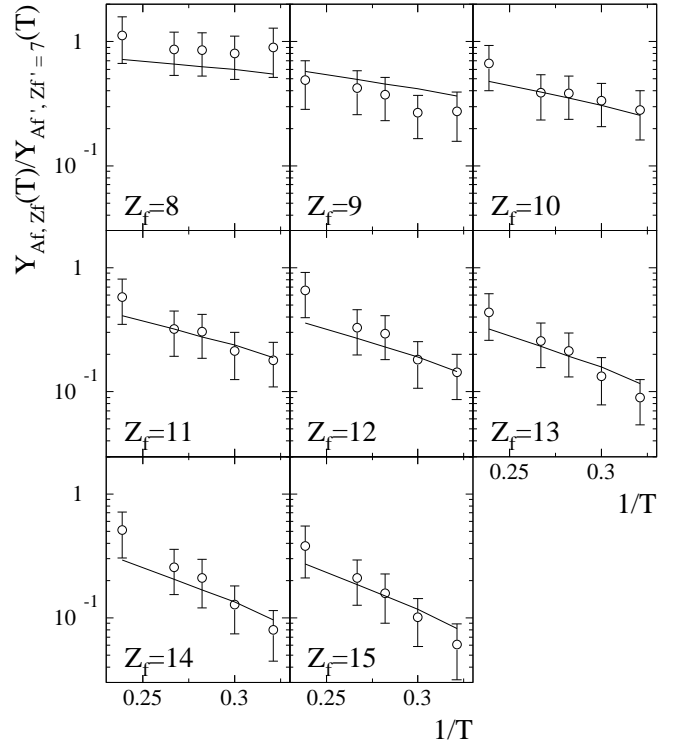 Y_{Af, Zf}(T)/Y_{Af', Zf'=7}(T)
1
10^{-1}
Z_f=8
Z_f=9
Z_f=10
1
10^{-1}
Z_f=11
Z_f=12
Z_f=13
0.25
0.3
1/T
1
10^{-1}
Z_f=14
Z_f=15
0.25
0.3
0.25
0.3
1/T